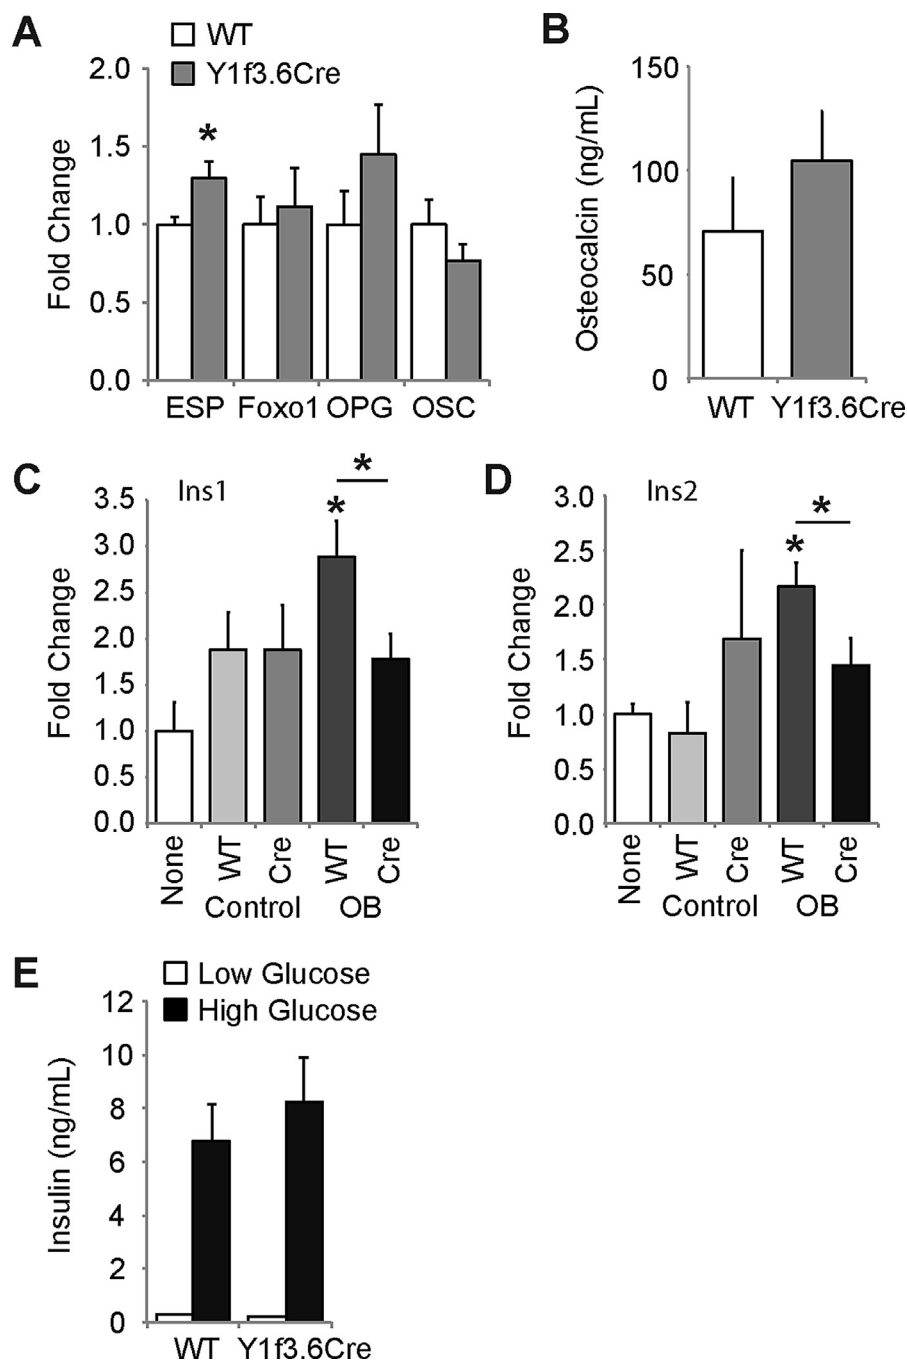 A
WT
Y1f3.6Cre
Fold Change
2.0
1.5
1.0
0.5
0.0
*
ESP Foxo1 OPG OSC
B
Osteocalcin (ng/mL)
150
100
50
0
WT Y1f3.6Cre
C
Ins1
Fold Change
3.5
3.0
2.5
2.0
1.5
1.0
0.5
0.0
*
*
None WT Cre WT Cre
Control OB
D
Ins2
Fold Change
3.0
2.5
2.0
1.5
1.0
0.5
0.0
*
*
None WT Cre WT Cre
Control OB
E
Low Glucose
High Glucose
Insulin (ng/mL)
12
10
8
6
4
2
0
WT Y1f3.6Cre